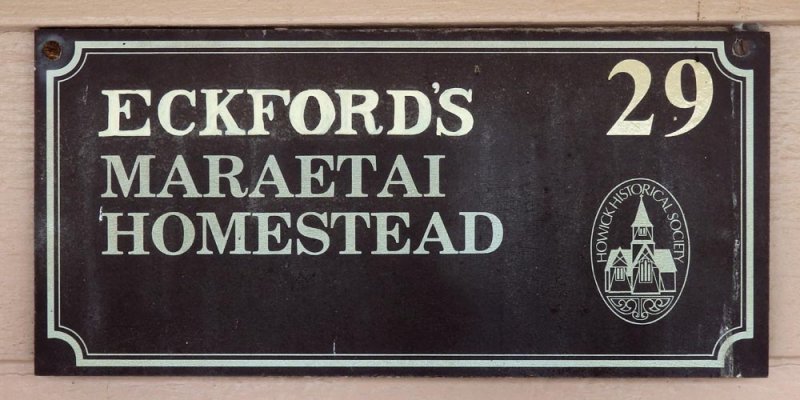 ECKFORD'S
MARAETAI
HOMESTEAD
29
HOWICK HISTORICAL SOCIETY